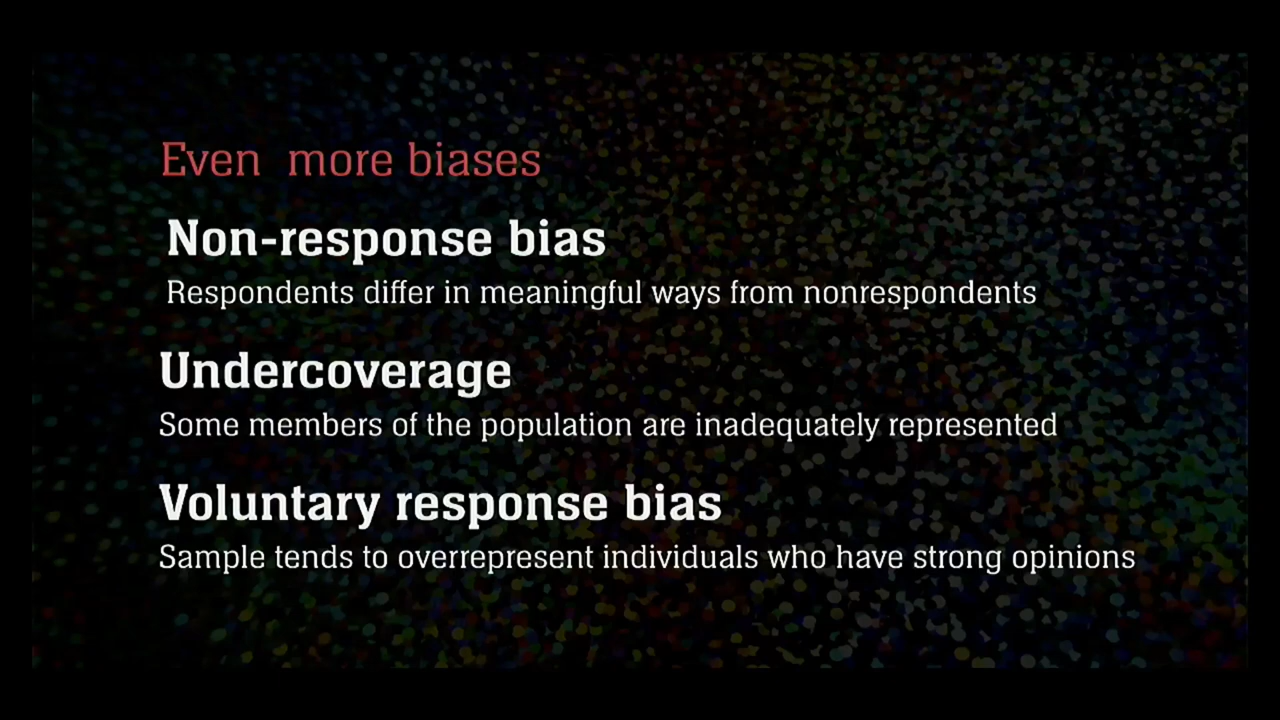 Even more biases
Non-response bias
Respondents differ in meaningful ways from nonrespondents
Undercoverage
Some members of the population are inadequately represented
Voluntary response bias
Sample tends to overrepresent individuals who have strong opinions